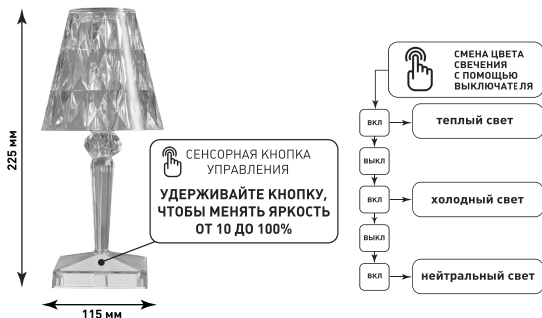 225 мм
115 мм
СЕНСОРНАЯ КНОПКА
УПРАВЛЕНИЯ
УДЕРЖИВАЙТЕ КНОПКУ,
ЧТОБЫ МЕНЯТЬ ЯРКОСТЬ
ОТ 10 ДО 100%
СМЕНА ЦВЕТА
СВЕЧЕНИЯ
С ПОМОЩЬЮ
ВЫКЛЮЧАТЕЛЯ
ВКЛ
теплый свет
ВЫКЛ
ВКЛ
холодный свет
ВЫКЛ
ВКЛ
нейтральный свет